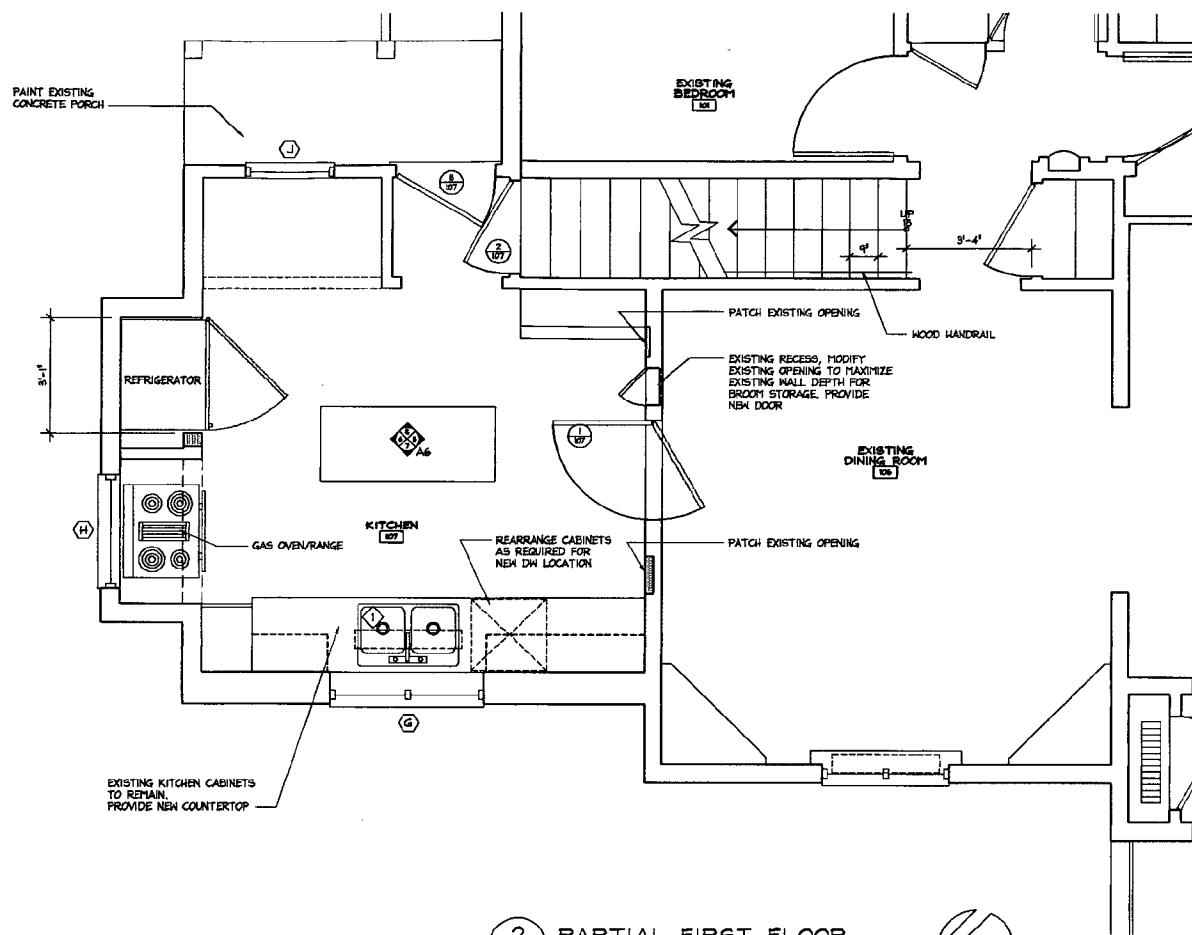 EXISTING
BEDROOM
101
PAINT EXISTING
CONCRETE PORCH
J
2
107
107
UP
9"
3'-4"
PATCH EXISTING OPENING
WOOD HANDRAIL
3'-1"
REFRIGERATOR
EXISTING RECESS, MODIFY
EXISTING OPENING TO MAXIMIZE
EXISTING WALL DEPTH FOR
BROOM STORAGE. PROVIDE
NEW DOOR
A6
1
107
EXISTING
DINING ROOM
106
H
GAS OVEN/RANGE
KITCHEN
107
REARRANGE CABINETS
AS REQUIRED FOR
NEW DW LOCATION
PATCH EXISTING OPENING
1
G
EXISTING KITCHEN CABINETS
TO REMAIN.
PROVIDE NEW COUNTERTOP
2
PARTIAL FIRST FLOOR